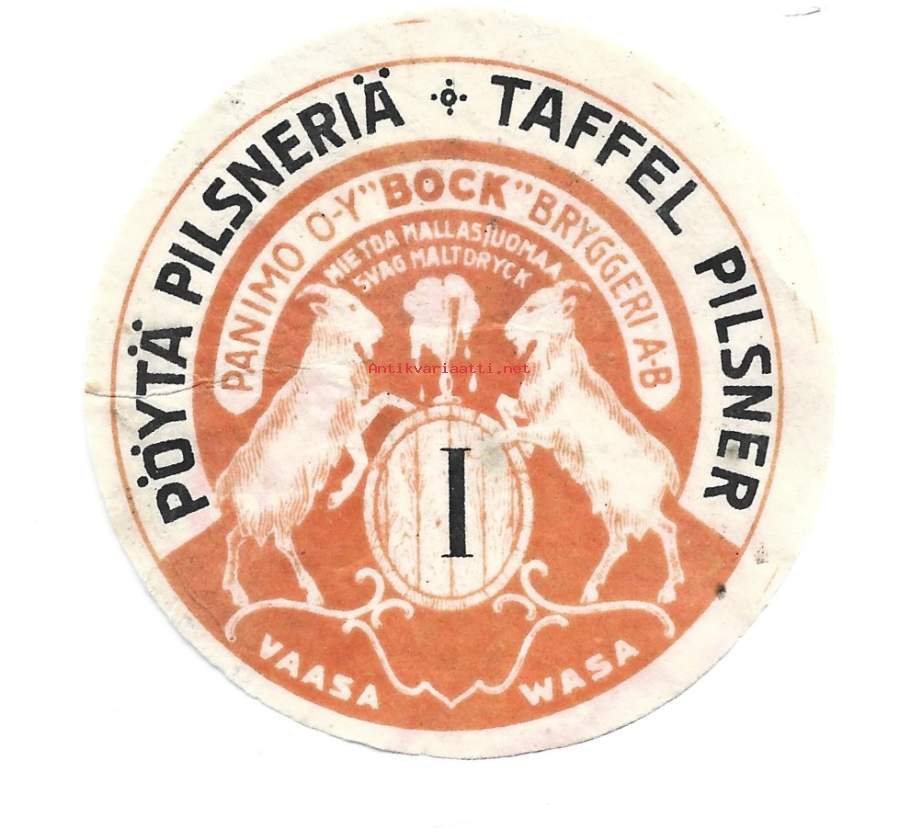 PÖYTÄ PILSNERIÄ
TAFFEL PILSNER
PANIMO O-Y "BOCK" BRYGGERI A-B
MIETOA MALLASJUOMAA
SVAG MALTDRYCK
Antikvariaatti.net
I
VAASA
WASA